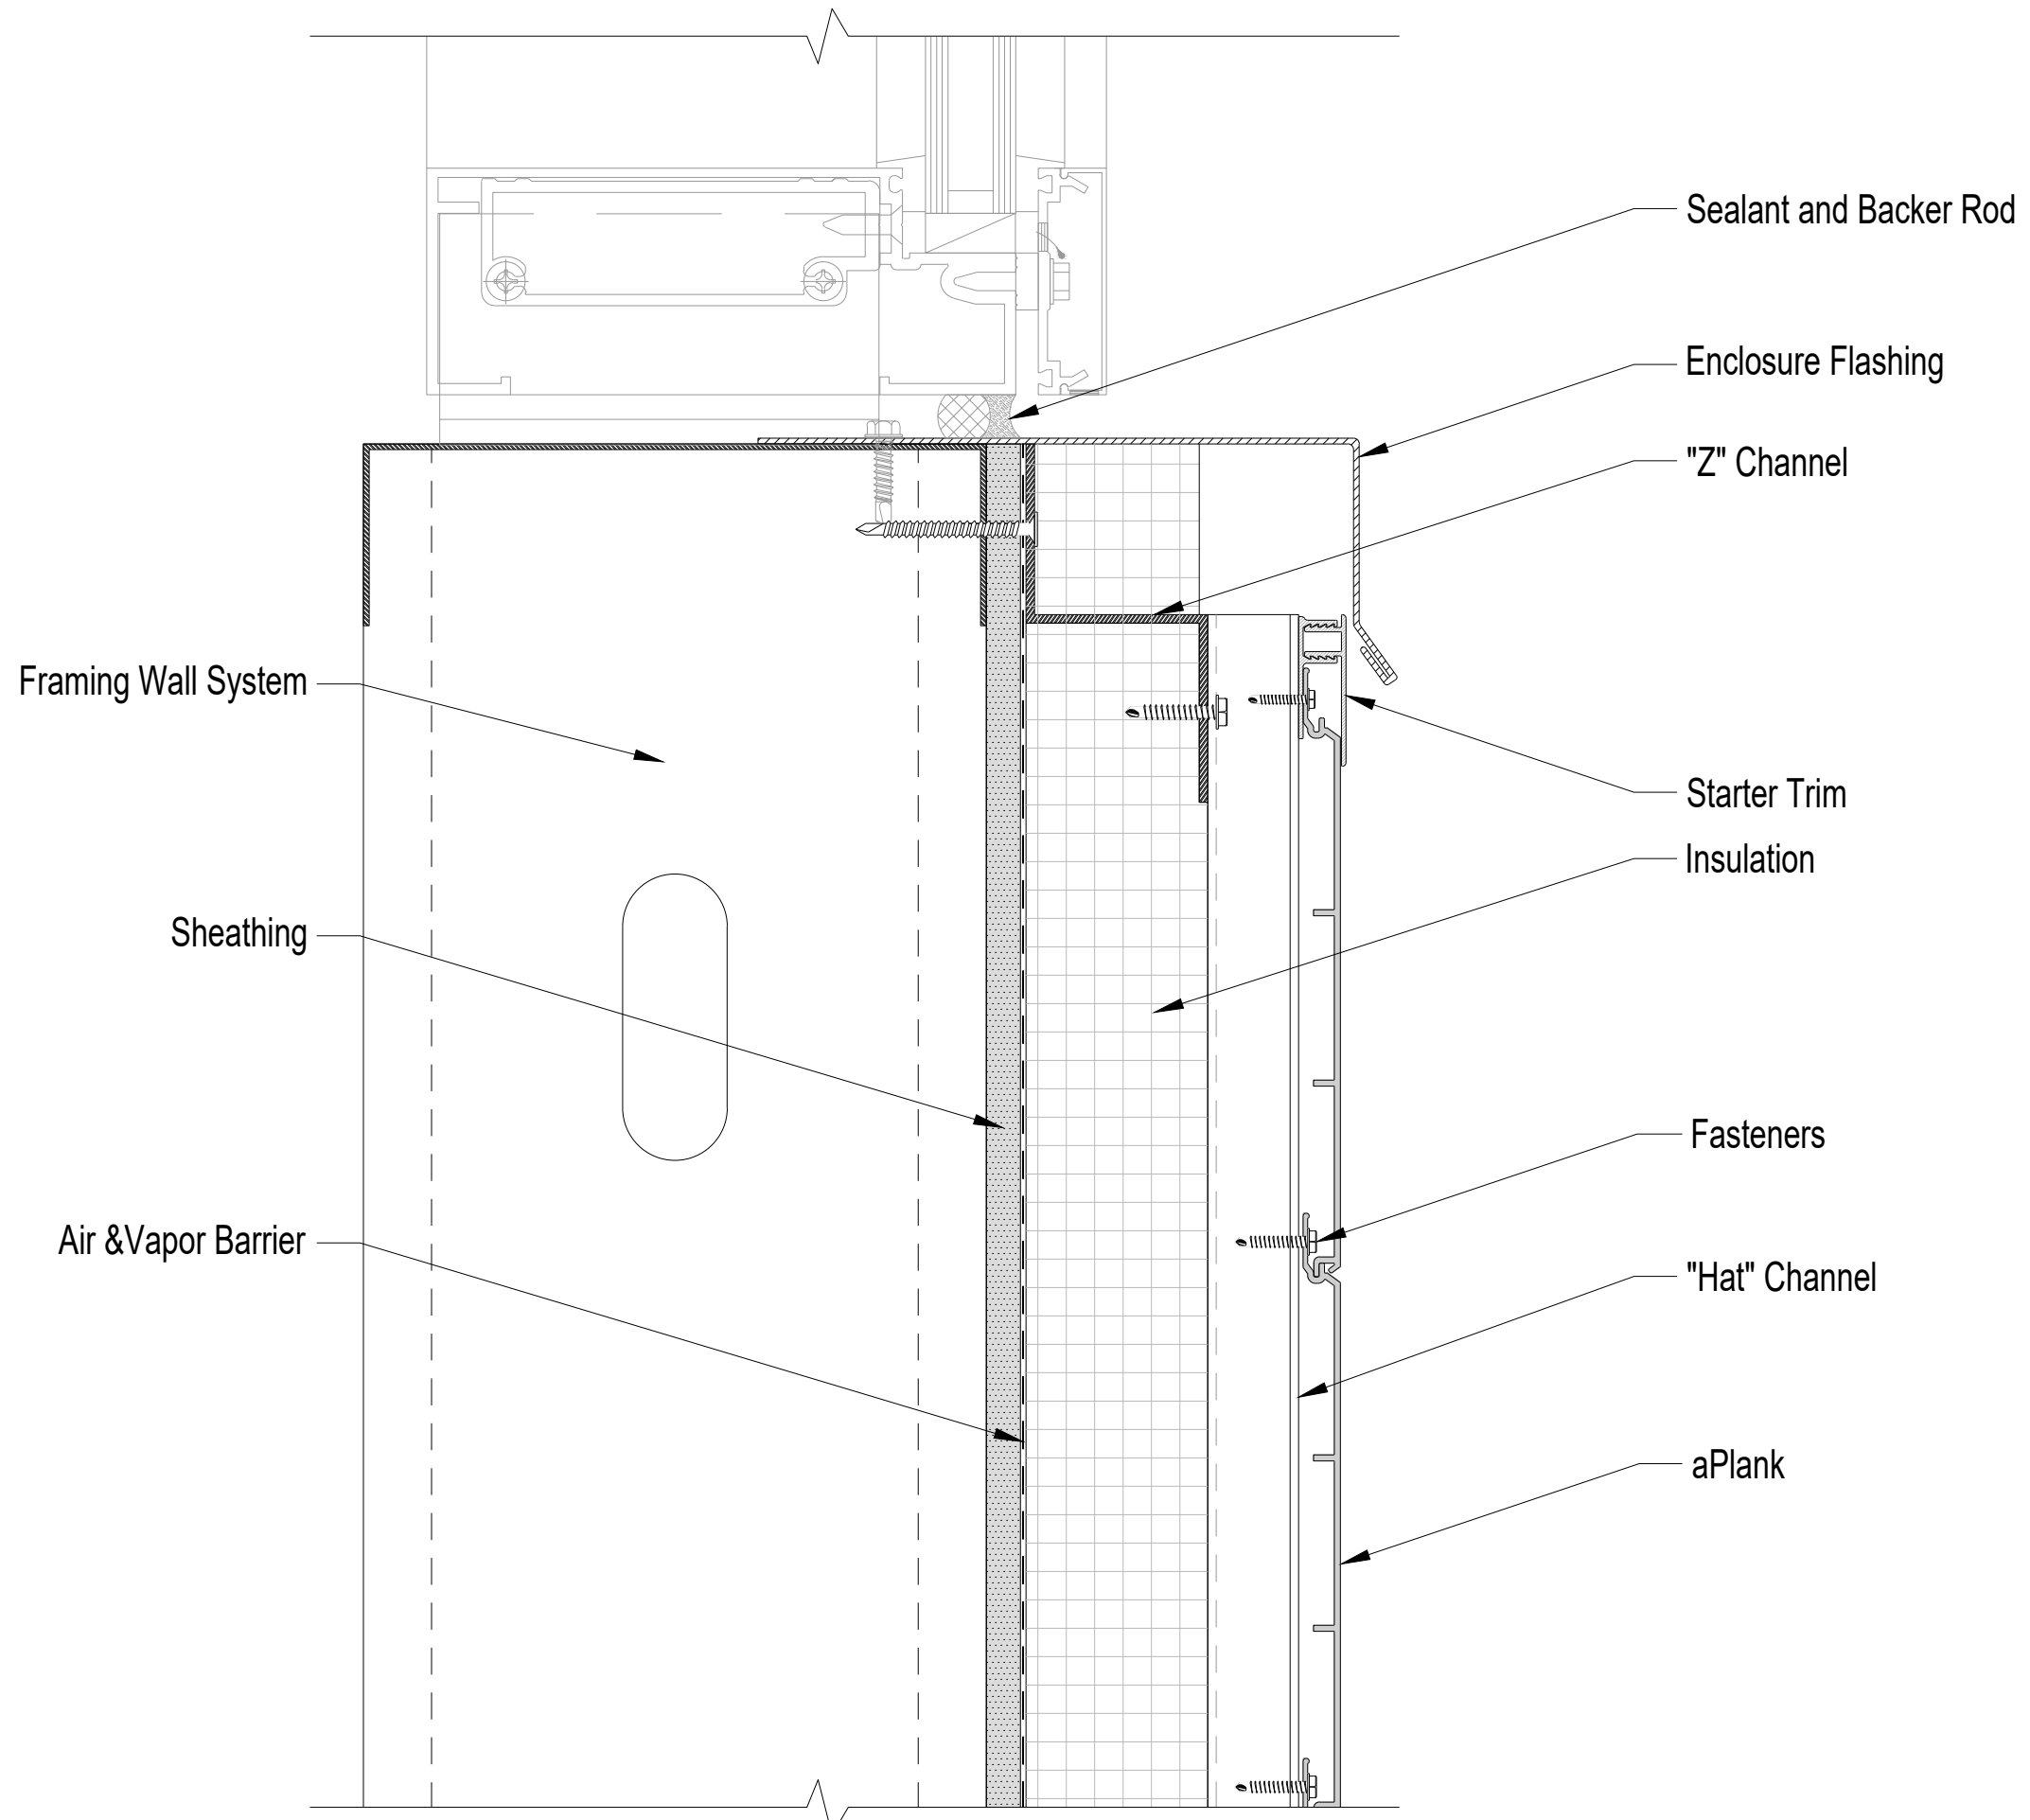 Sealant and Backer Rod
Enclosure Flashing
"Z" Channel
Framing Wall System
Starter Trim
Insulation
Sheathing
Fasteners
Air &Vapor Barrier
"Hat" Channel
aPlank